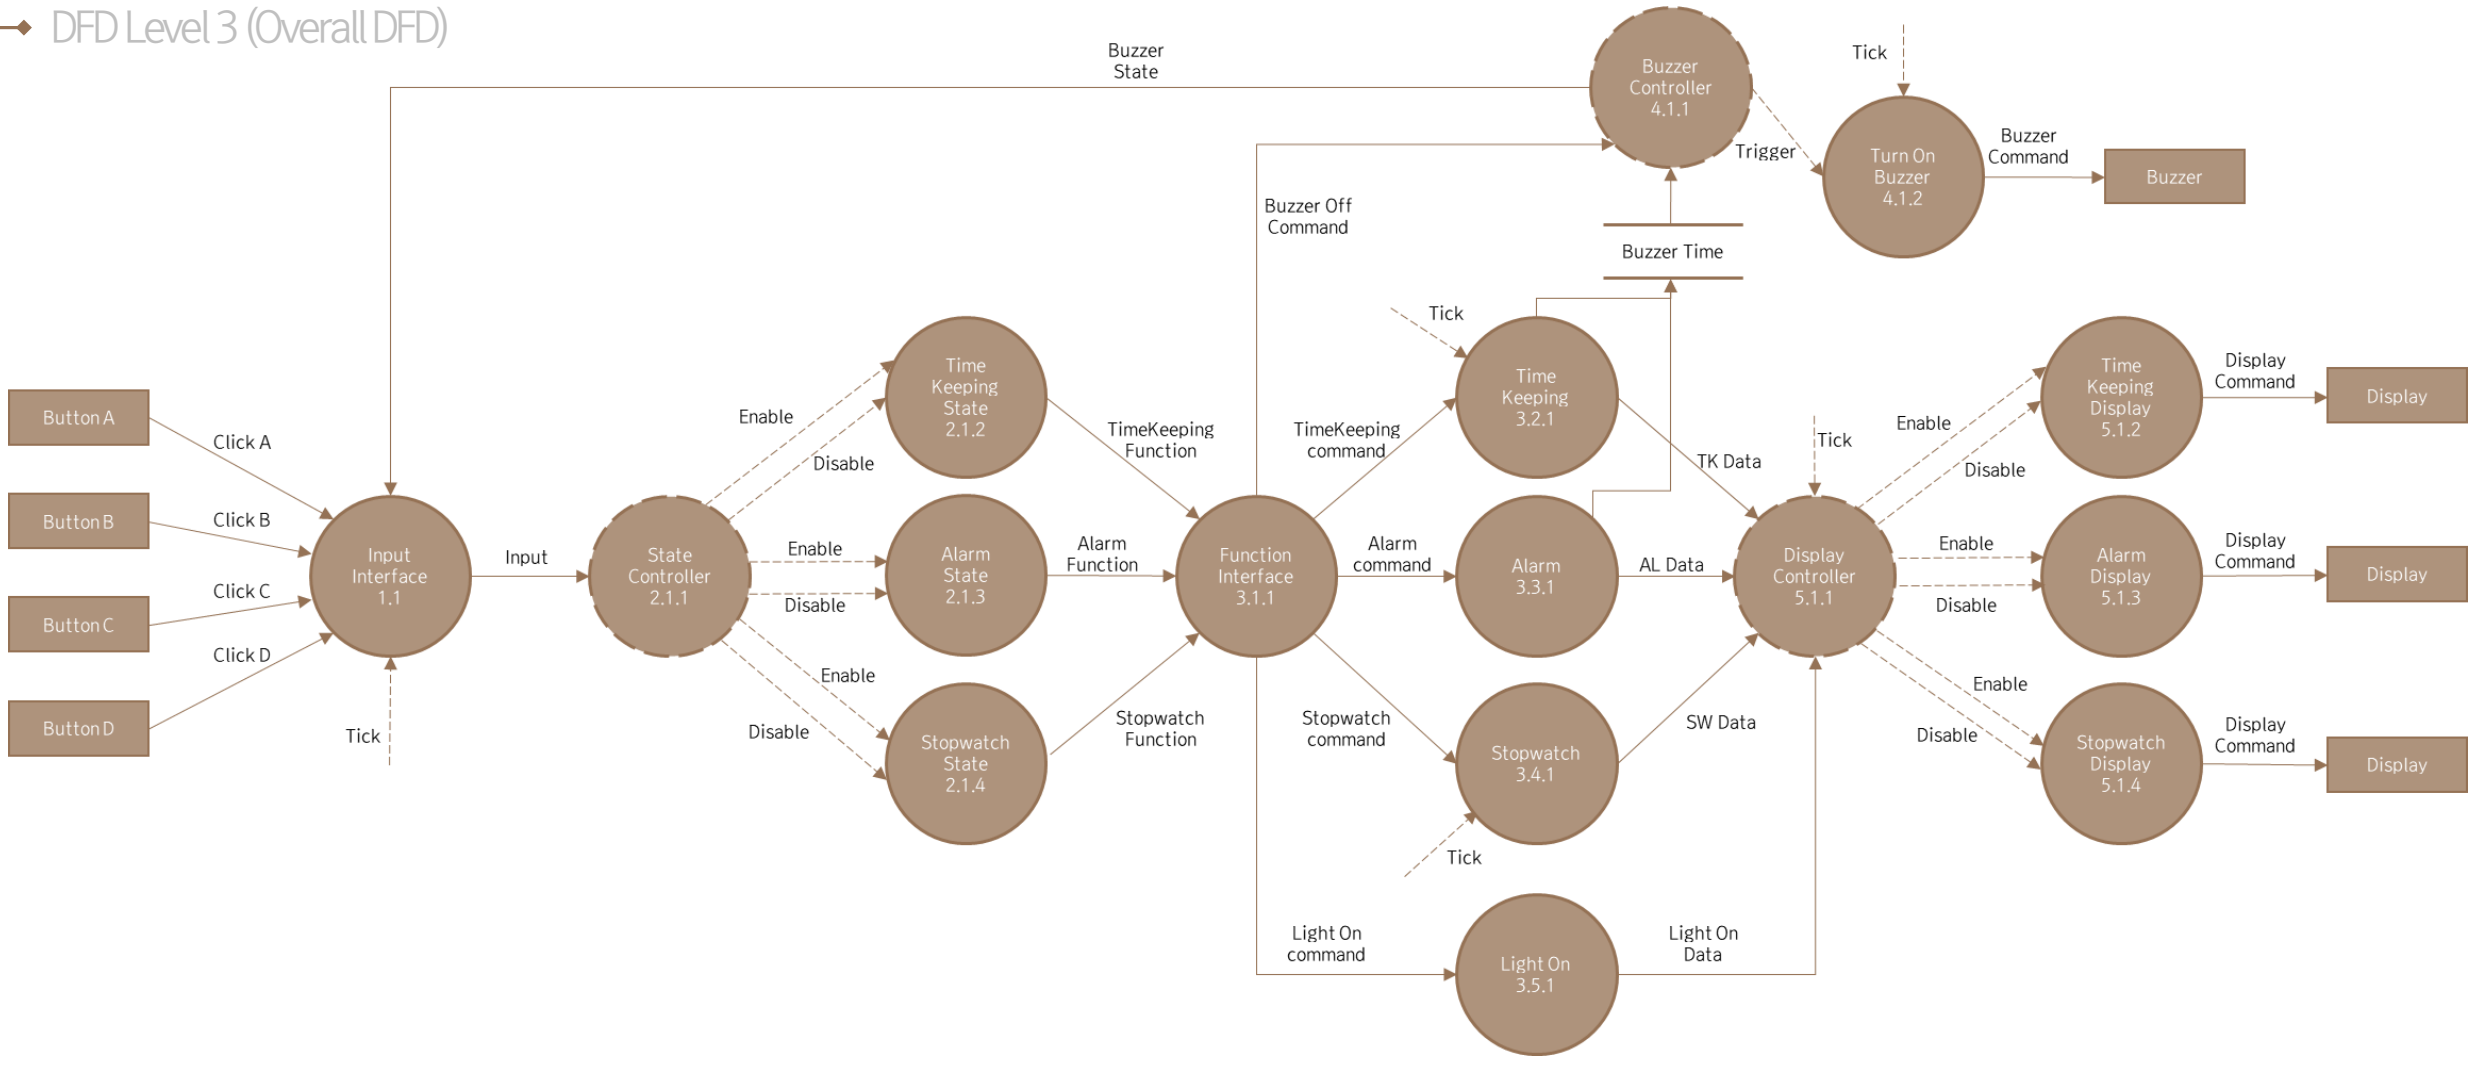 DFD Level 3 (Overall DFD)
Buzzer
State
Buzzer
Controller
4.1.1
Tick
Trigger
Turn On
Buzzer
4.1.2
Buzzer
Command
Buzzer
Buzzer Off
Command
Buzzer Time
Button A
Button B
Button C
Button D
Click A
Click B
Click C
Click D
Input
Interface
1.1
Tick
Input
State
Controller
2.1.1
Enable
Disable
Enable
Disable
Enable
Disable
Time
Keeping
State
2.1.2
Alarm
State
2.1.3
Stopwatch
State
2.1.4
TimeKeeping
Function
Alarm
Function
Stopwatch
Function
Function
Interface
3.1.1
TimeKeeping
command
Alarm
command
Stopwatch
command
Light On
command
Tick
Time
Keeping
3.2.1
Alarm
3.3.1
Stopwatch
3.4.1
Tick
Light On
3.5.1
TK Data
AL Data
SW Data
Light On
Data
Tick
Display
Controller
5.1.1
Enable
Disable
Enable
Disable
Enable
Disable
Time
Keeping
Display
5.1.2
Alarm
Display
5.1.3
Stopwatch
Display
5.1.4
Display
Command
Display
Command
Display
Command
Display
Display
Display